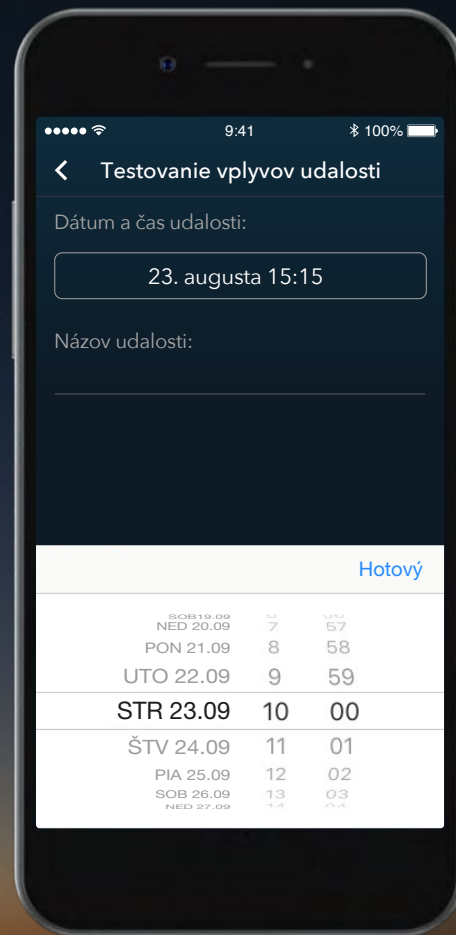 9:41 100%
Testovanie vplyvov udalosti
Dátum a čas udalosti:
23. augusta 15:15
Názov udalosti:
Hotový
SOB19.09
NED 20.09 7 57
PON 21.09 8 58
UTO 22.09 9 59
STR 23.09 10 00
ŠTV 24.09 11 01
PIA 25.09 12 02
SOB 26.09 13 03
NED 27.09 14 04